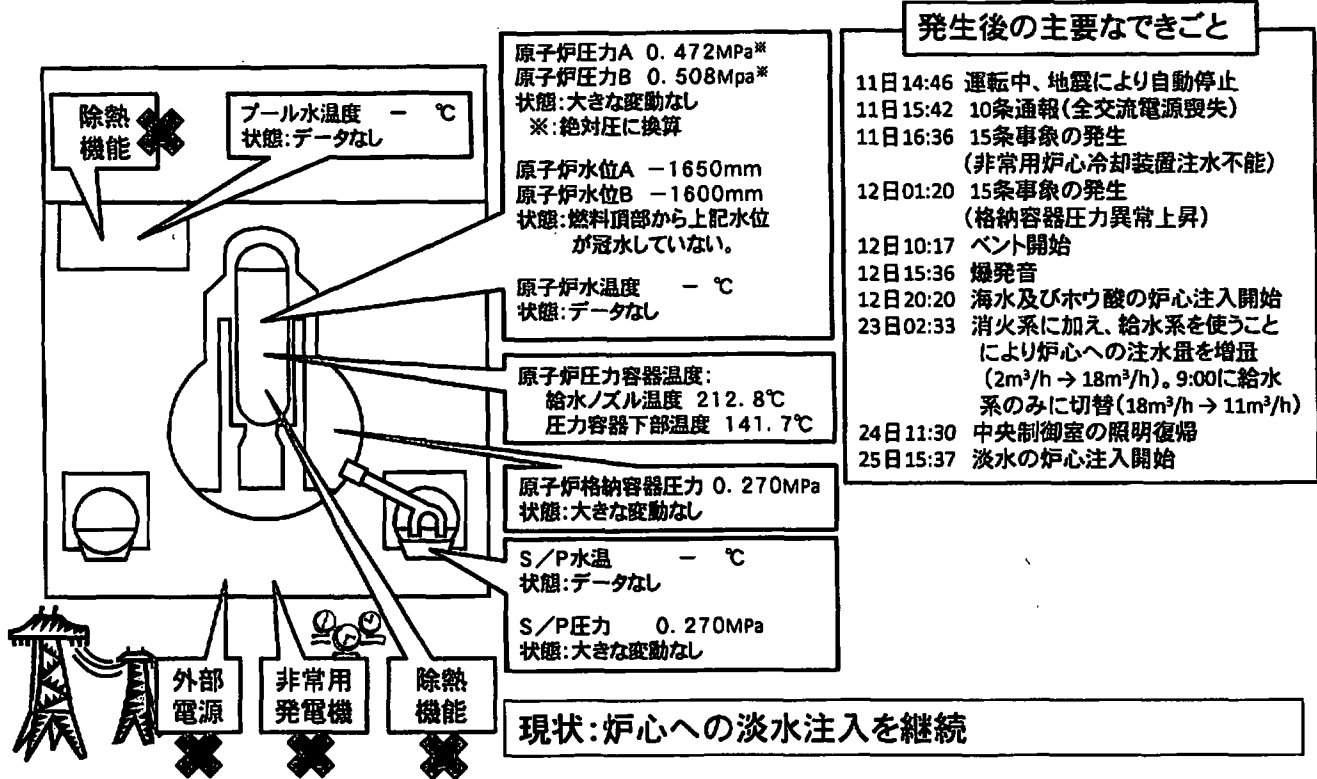 発生後の主要なできごと
11日14:46 運転中、地震により自動停止
11日15:42 10条通報(全交流電源喪失)
11日16:36 15条事象の発生
(非常用炉心冷却装置注水不能)
12日01:20 15条事象の発生
(格納容器圧力異常上昇)
12日10:17 ベント開始
12日15:36 爆発音
12日20:20 海水及びホウ酸の炉心注入開始
23日02:33 消火系に加え、給水系を使うこと
により炉心への注水量を増量
(2m³/h → 18m³/h)。9:00に給水
系のみに切替(18m³/h → 11m³/h)
24日11:30 中央制御室の照明復帰
25日15:37 淡水の炉心注入開始
除熱
機能
プール水温度 － ℃
状態:データなし
原子炉圧力A 0.472MPa※
原子炉圧力B 0.508Mpa※
状態:大きな変動なし
※:絶対圧に換算
原子炉水位A －1650mm
原子炉水位B －1600mm
状態:燃料頂部から上記水位
が冠水していない。
原子炉水温度 － ℃
状態:データなし
原子炉圧力容器温度:
給水ノズル温度 212.8℃
圧力容器下部温度 141.7℃
原子炉格納容器圧力 0.270MPa
状態:大きな変動なし
S/P水温 － ℃
状態:データなし
S/P圧力 0.270MPa
状態:大きな変動なし
外部
電源
非常用
発電機
除熱
機能
現状:炉心への淡水注入を継続